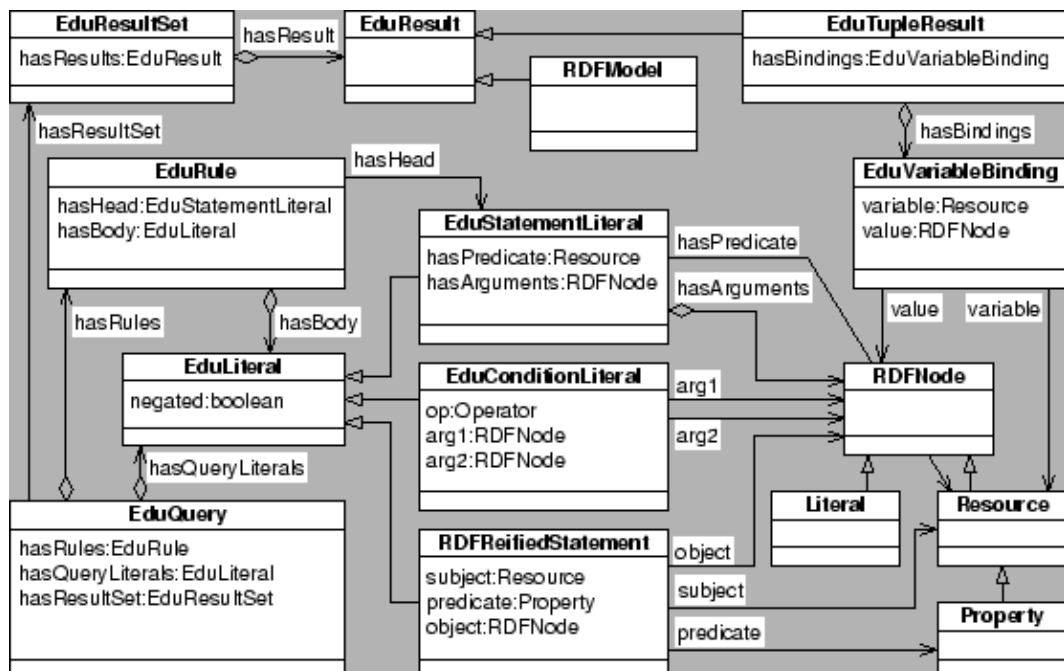 EduResultSet
hasResults:EduResult
hasResult
EduResult
EduTupleResult
hasBindings:EduVariableBinding
RDFModel
hasResultSet
hasBindings
EduRule
hasHead:EduStatementLiteral
hasBody:EduLiteral
hasHead
EduStatementLiteral
hasPredicate:Resource
hasArguments:RDFNode
hasPredicate
hasArguments
EduVariableBinding
variable:Resource
value:RDFNode
hasRules
hasBody
value
variable
EduLiteral
negated:boolean
EduConditionLiteral
op:Operator
arg1:RDFNode
arg2:RDFNode
arg1
arg2
RDFNode
hasQueryLiterals
EduQuery
hasRules:EduRule
hasQueryLiterals:EduLiteral
hasResultSet:EduResultSet
RDFReifiedStatement
subject:Resource
predicate:Property
object:RDFNode
object
subject
predicate
Literal
Resource
Property